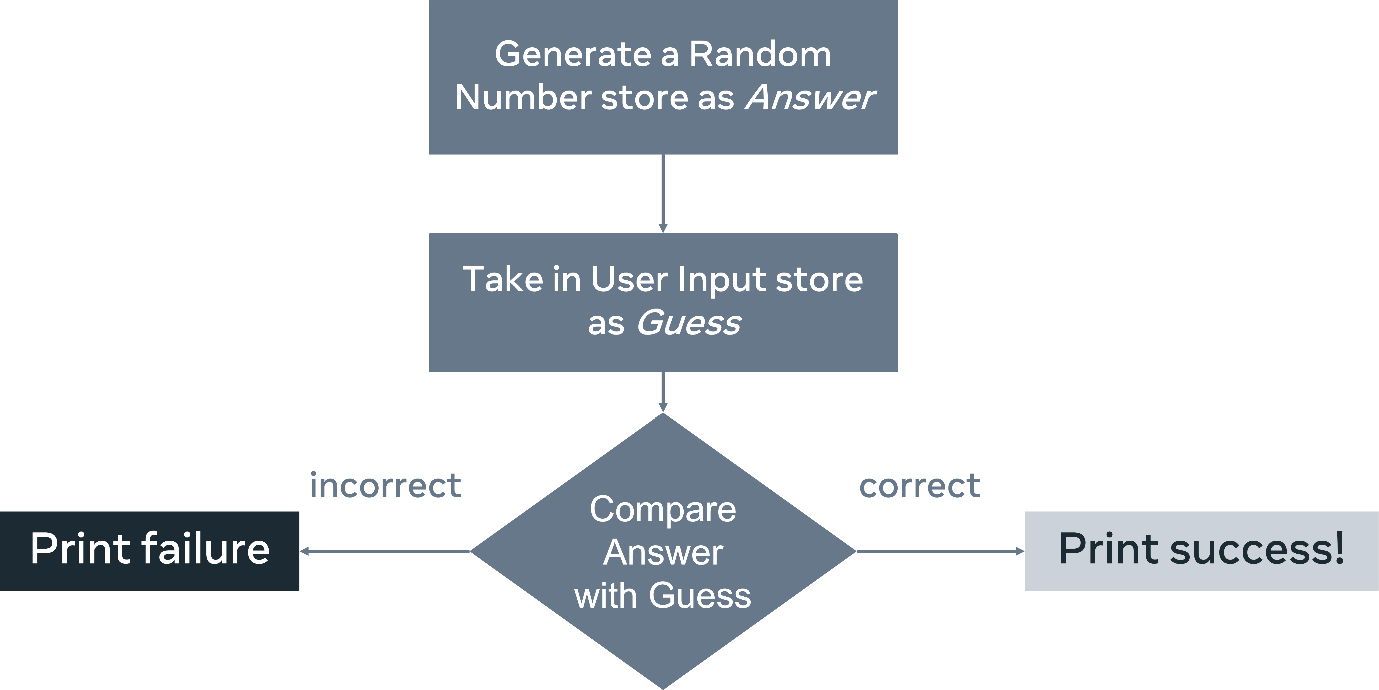 Generate a Random
Number store as Answer
Take in User Input store
as Guess
incorrect
correct
Compare
Answer
with Guess
Print failure
Print success!